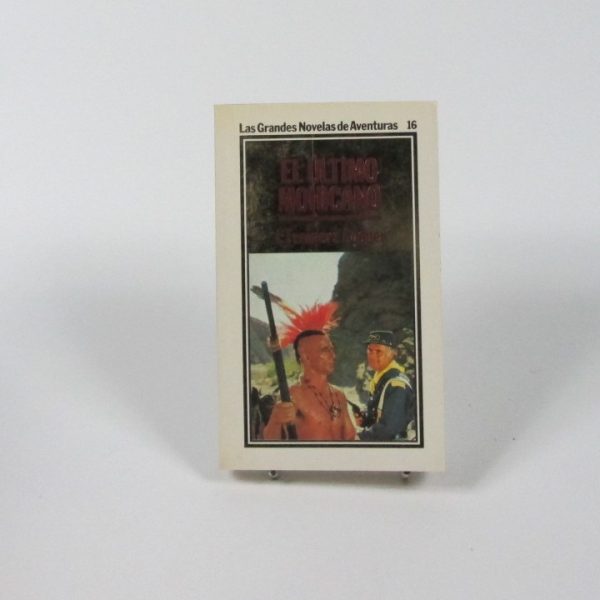 Las Grandes Novelas de Aventuras 16
EL ÚLTIMO
MOHICANO